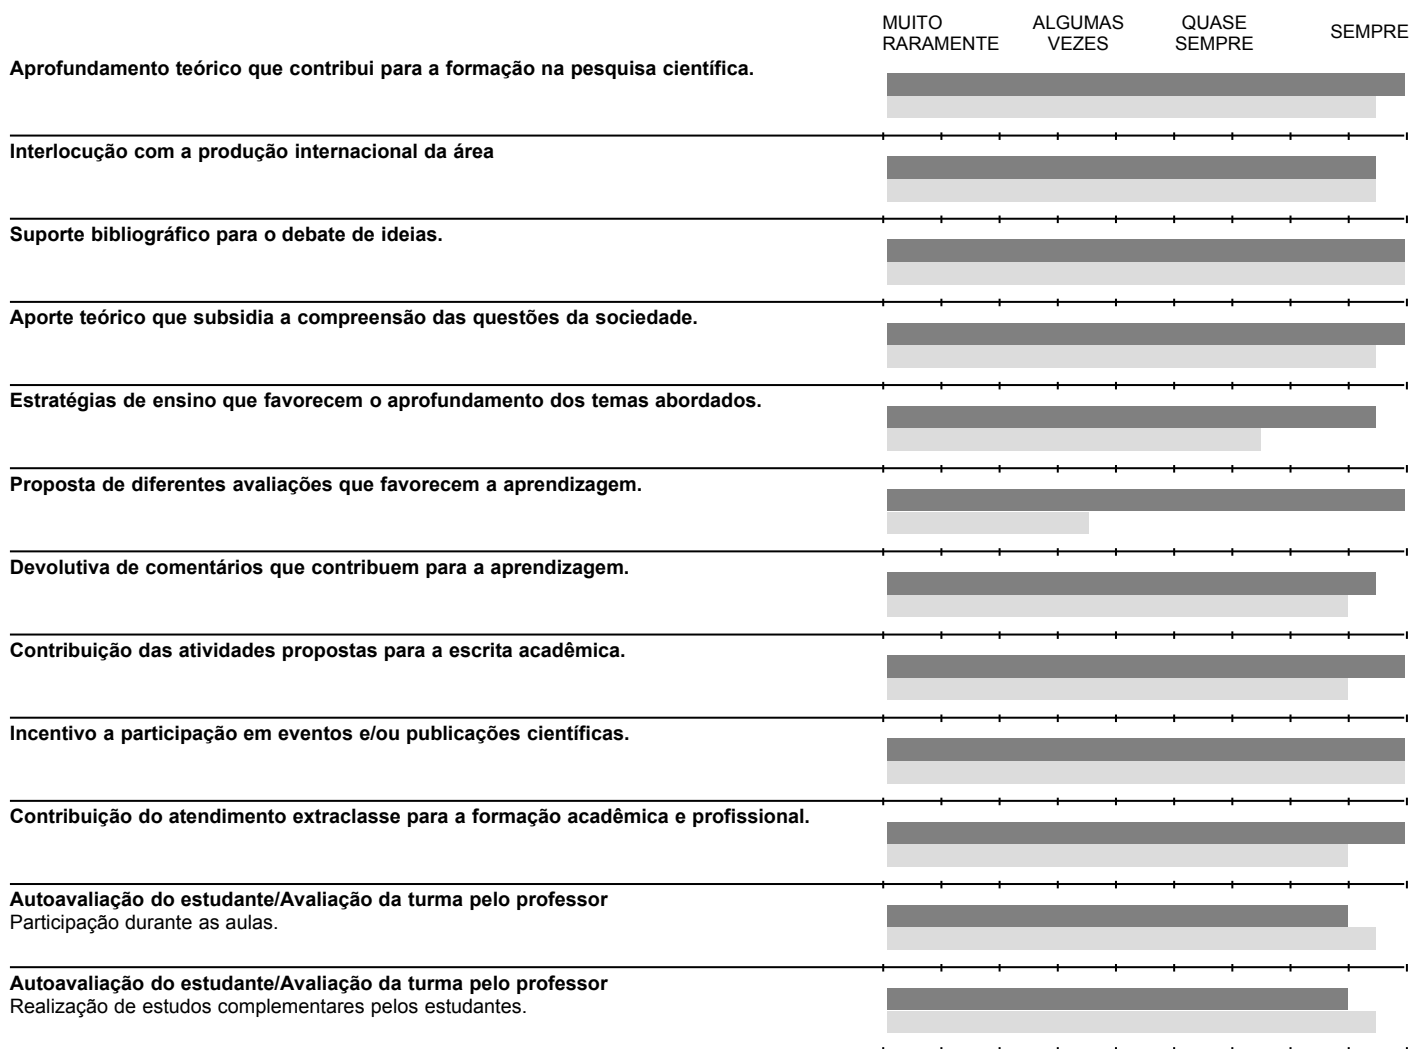 MUITO RARAMENTE
ALGUMAS VEZES
QUASE SEMPRE
SEMPRE
Aprofundamento teórico que contribui para a formação na pesquisa científica.
Interlocução com a produção internacional da área
Suporte bibliográfico para o debate de ideias.
Aporte teórico que subsidia a compreensão das questões da sociedade.
Estratégias de ensino que favorecem o aprofundamento dos temas abordados.
Proposta de diferentes avaliações que favorecem a aprendizagem.
Devolutiva de comentários que contribuem para a aprendizagem.
Contribuição das atividades propostas para a escrita acadêmica.
Incentivo a participação em eventos e/ou publicações científicas.
Contribuição do atendimento extraclasse para a formação acadêmica e profissional.
Autoavaliação do estudante/Avaliação da turma pelo professor
Participação durante as aulas.
Autoavaliação do estudante/Avaliação da turma pelo professor
Realização de estudos complementares pelos estudantes.